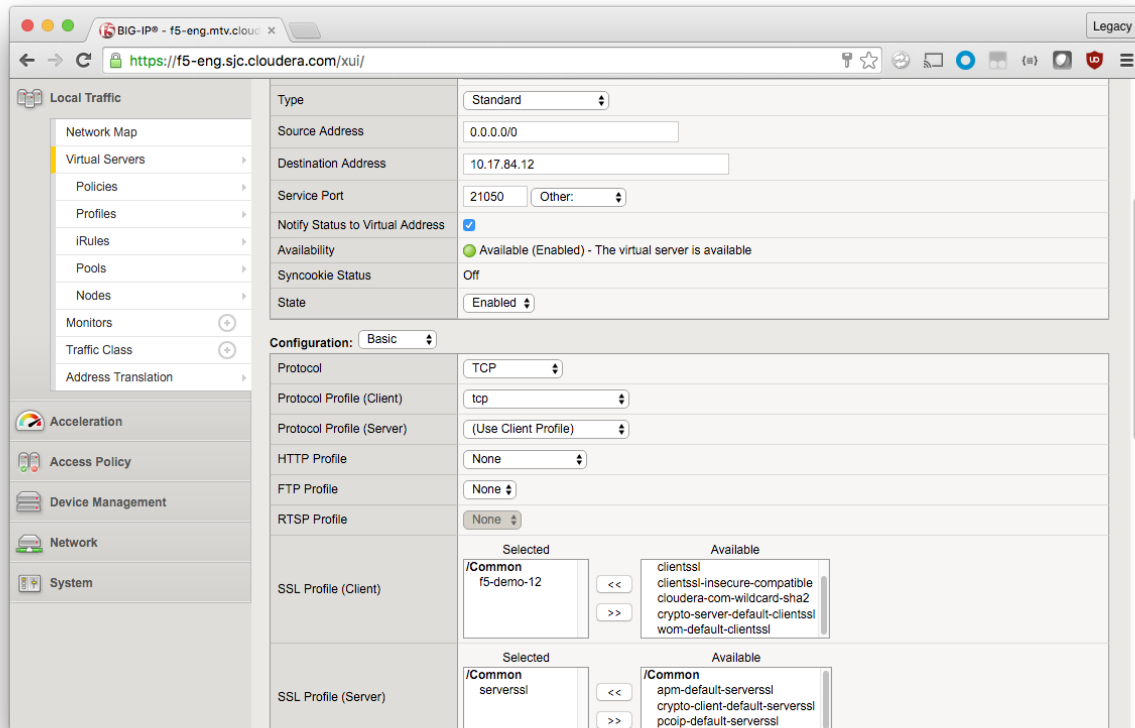 BIG-IP® - f5-eng.mtv.cloud ×
Legacy
https://f5-eng.sjc.cloudera.com/xui/
Local Traffic
Network Map
Virtual Servers
Policies
Profiles
iRules
Pools
Nodes
Monitors
Traffic Class
Address Translation
Acceleration
Access Policy
Device Management
Network
System
Type Standard
Source Address 0.0.0.0/0
Destination Address 10.17.84.12
Service Port 21050 Other:
Notify Status to Virtual Address
Availability Available (Enabled) - The virtual server is available
Syncookie Status Off
State Enabled
Configuration: Basic
Protocol TCP
Protocol Profile (Client) tcp
Protocol Profile (Server) (Use Client Profile)
HTTP Profile None
FTP Profile None
RTSP Profile None
SSL Profile (Client)
Selected
/Common
f5-demo-12
<<
>>
Available
clientssl
clientssl-insecure-compatible
cloudera-com-wildcard-sha2
crypto-server-default-clientssl
wom-default-clientssl
SSL Profile (Server)
Selected
/Common
serverssl
<<
>>
Available
/Common
apm-default-serverssl
crypto-client-default-serverssl
pcoip-default-serverssl